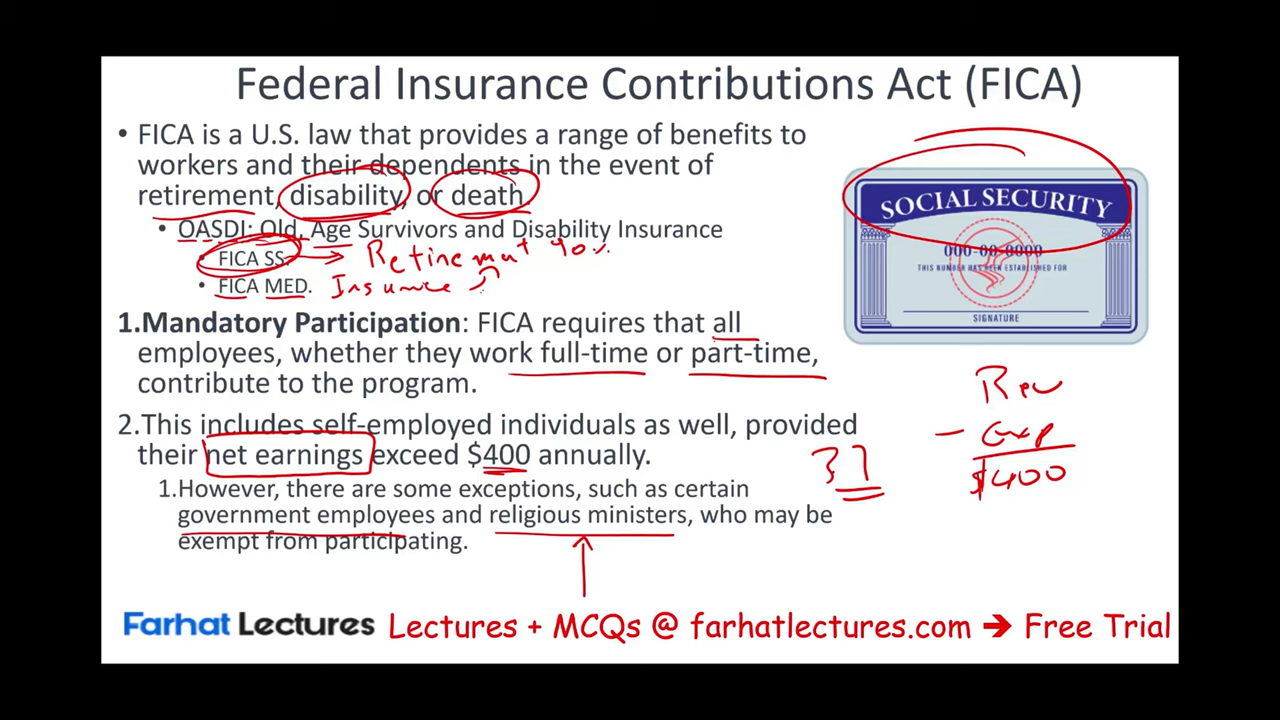 Federal Insurance Contributions Act (FICA)
• FICA is a U.S. law that provides a range of benefits to
workers and their dependents in the event of
retirement, disability, or death.
• OASDI: Old, Age Survivors and Disability Insurance
• FICA SS.
Retirement 40%
• FICA MED.
Insurance
1.Mandatory Participation: FICA requires that all
employees, whether they work full-time or part-time,
contribute to the program.
2.This includes self-employed individuals as well, provided
their net earnings exceed $400 annually.
1.However, there are some exceptions, such as certain
government employees and religious ministers, who may be
exempt from participating.
SOCIAL SECURITY
000-00-0000
THIS NUMBER HAS BEEN ESTABLISHED FOR
SIGNATURE
Rev
- exp
$400
37
Farhat Lectures Lectures + MCQs @ farhatlectures.com → Free Trial